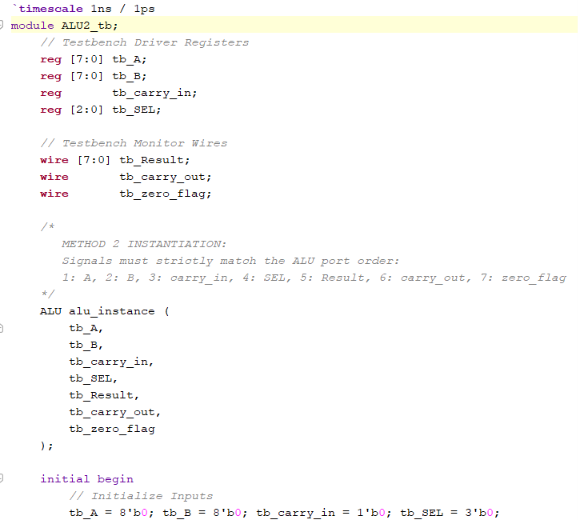 `timescale 1ns / 1ps
module ALU2_tb;
// Testbench Driver Registers
reg [7:0] tb_A;
reg [7:0] tb_B;
reg       tb_carry_in;
reg [2:0] tb_SEL;
// Testbench Monitor Wires
wire [7:0] tb_Result;
wire       tb_carry_out;
wire       tb_zero_flag;
/*
METHOD 2 INSTANTIATION:
Signals must strictly match the ALU port order:
1: A, 2: B, 3: carry_in, 4: SEL, 5: Result, 6: carry_out, 7: zero_flag
*/
ALU alu_instance (
tb_A,
tb_B,
tb_carry_in,
tb_SEL,
tb_Result,
tb_carry_out,
tb_zero_flag
);
initial begin
// Initialize Inputs
tb_A = 8'b0; tb_B = 8'b0; tb_carry_in = 1'b0; tb_SEL = 3'b0;